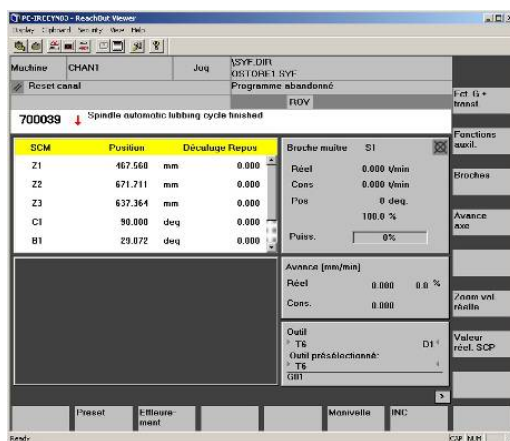 PC-IRCCYN03 - ReachOut Viewer
Display Clipboard Security View Help
Machine CHAN1 Jog \SYF.DIR
OSTORE1.SYF
Reset canal Programme abandonné
ROV
700039 Spindle automatic lubbing cycle finished
SCM Position Décalage Repos
Z1 467.560 mm 0.000
Z2 671.711 mm 0.000
Z3 637.364 mm 0.000
C1 90.000 deg 0.000
B1 29.072 deg 0.000
Broche maître S1
Réel 0.000 t/min
Cons 0.000 t/min
Pos 0 deg.
100.0 %
Puiss. 0%
Avance [mm/min]
Réel 0.000 0.0 %
Cons. 0.000
Outil
T6 D1
Outil présélectionné:
T6
G01
Fct. G +
transf.
Fonctions
auxil.
Broches
Avance
axe
Zoom val.
réelle
Valeur
réel. SCP
Preset Effleure-
ment Manivelle INC
Ready CAP NUM